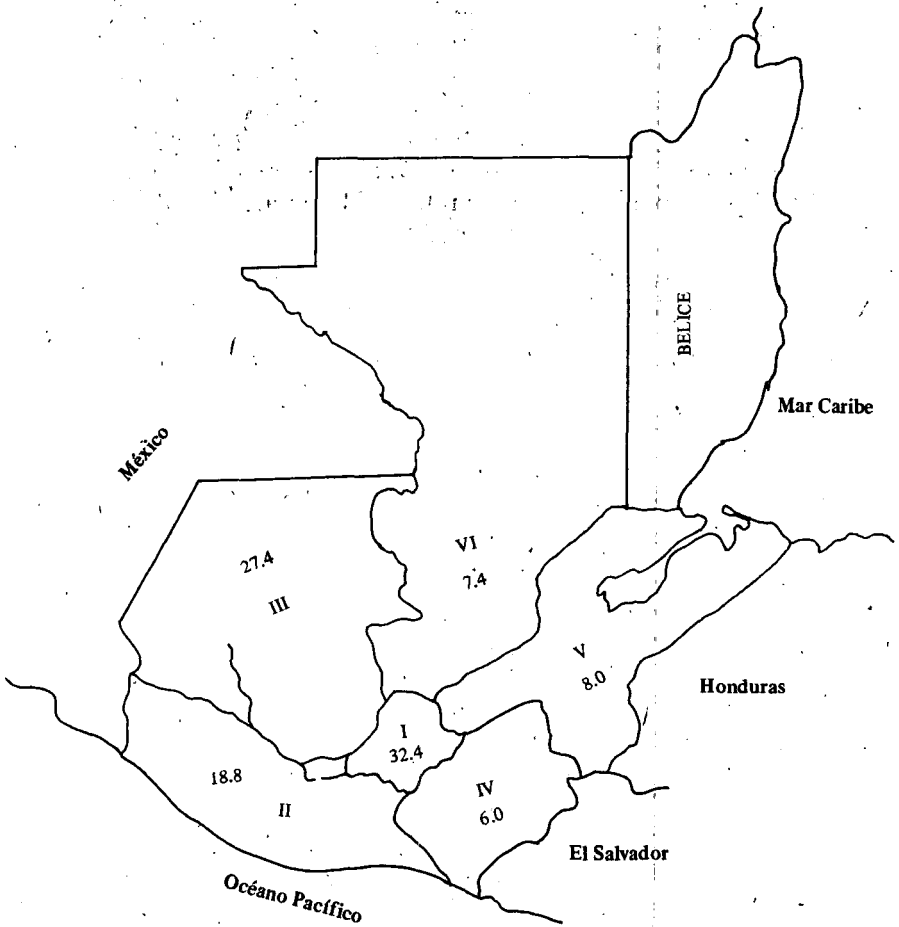 BELICE
Mar Caribe
México
27.4
III
VI
7.4
V
8.0
Honduras
I
32.4
18.8
II
IV
6.0
El Salvador
Océano Pacífico